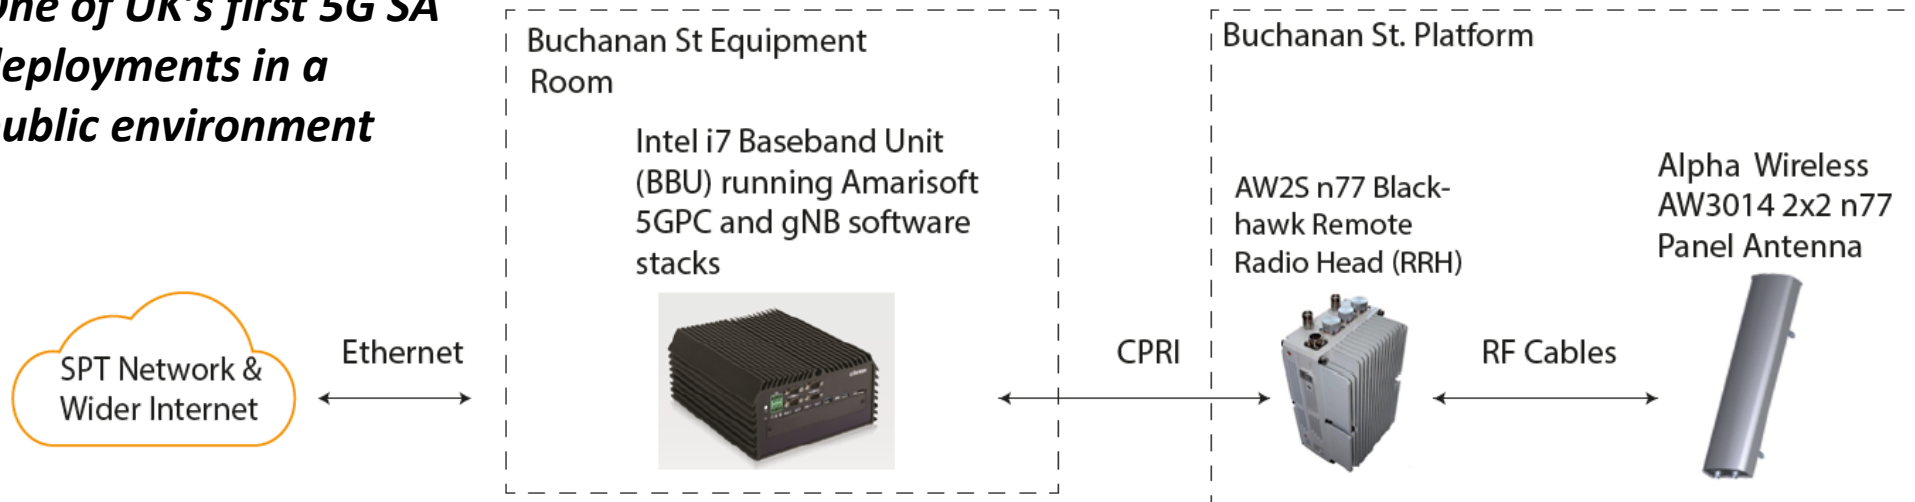 One of UK's first 5G SA
deployments in a
public environment
Buchanan St Equipment
Room
Intel i7 Baseband Unit
(BBU) running Amarisoft
5GPC and gNB software
stacks
Buchanan St. Platform
AW2S n77 Black-
hawk Remote
Radio Head (RRH)
Alpha Wireless
AW3014 2x2 n77
Panel Antenna
SPT Network &
Wider Internet
Ethernet
CPRI
RF Cables